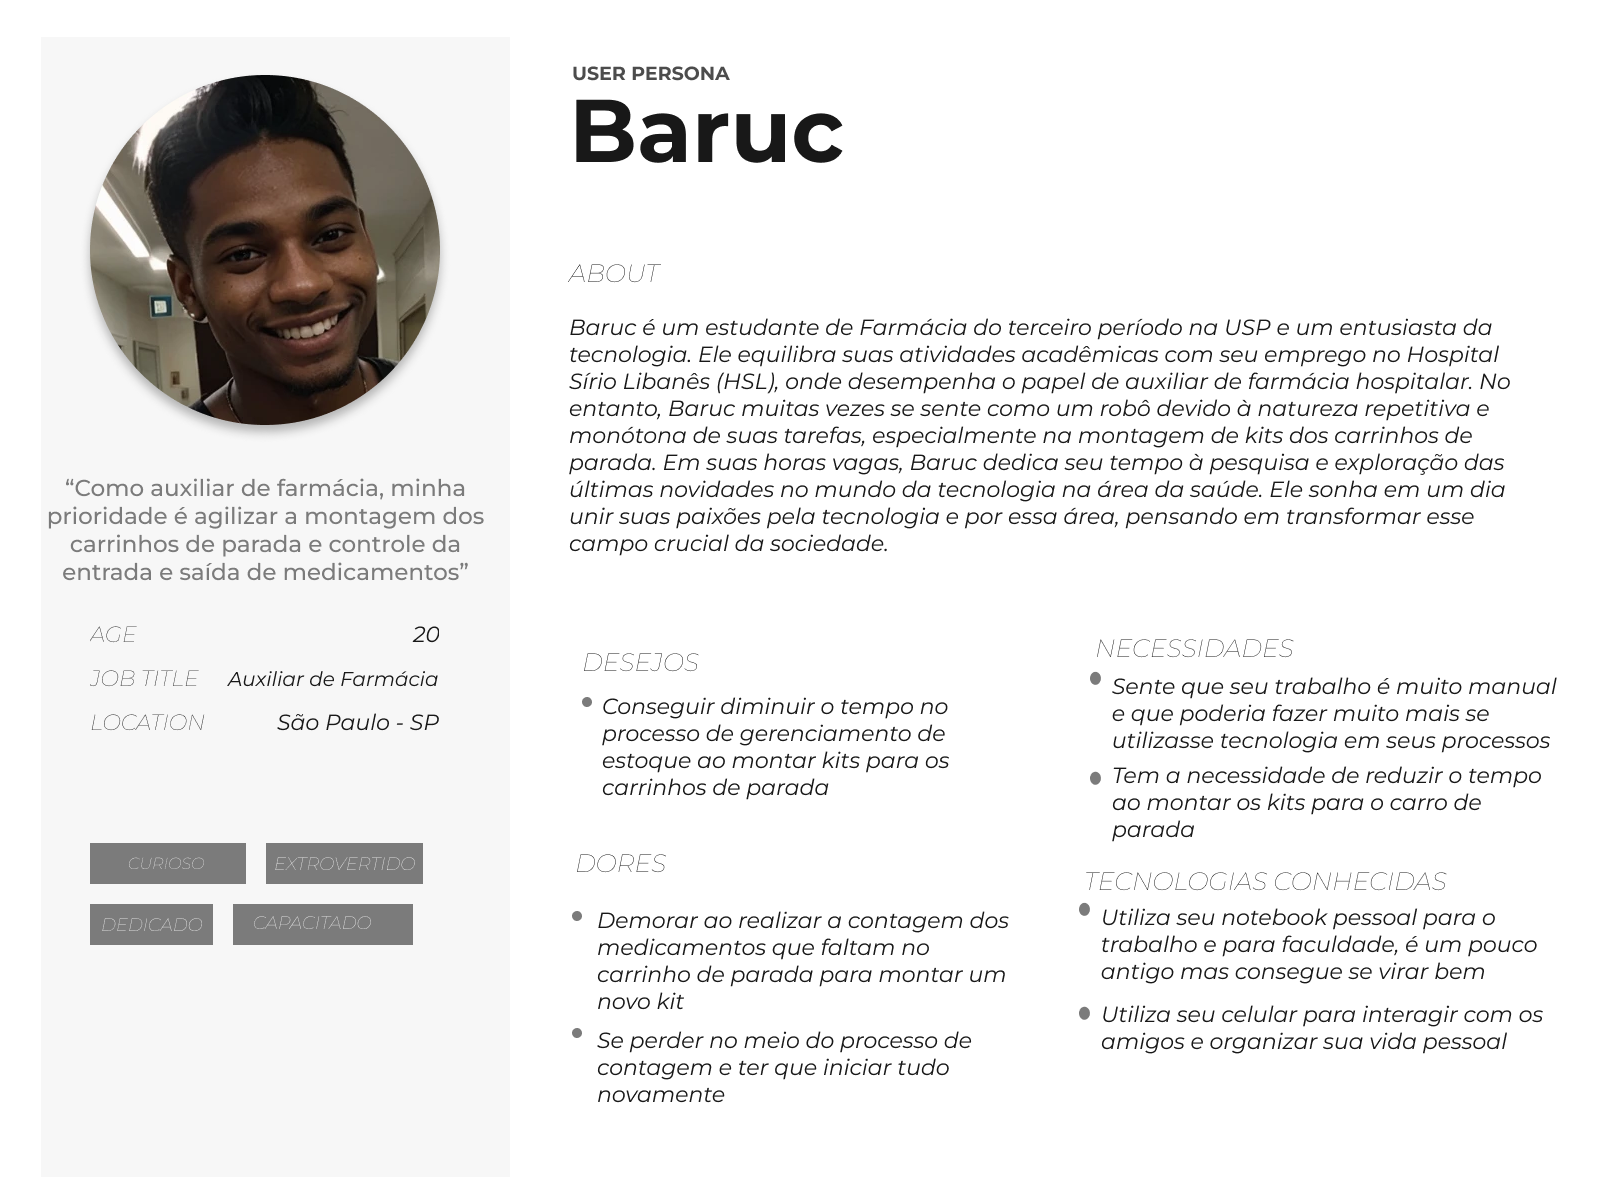 USER PERSONA
Baruc
ABOUT
Baruc é um estudante de Farmácia do terceiro período na USP e um entusiasta da
tecnologia. Ele equilibra suas atividades acadêmicas com seu emprego no Hospital
Sírio Libanês (HSL), onde desempenha o papel de auxiliar de farmácia hospitalar. No
entanto, Baruc muitas vezes se sente como um robô devido à natureza repetitiva e
monótona de suas tarefas, especialmente na montagem de kits dos carrinhos de
parada. Em suas horas vagas, Baruc dedica seu tempo à pesquisa e exploração das
últimas novidades no mundo da tecnologia na área da saúde. Ele sonha em um dia
unir suas paixões pela tecnologia e por essa área, pensando em transformar esse
campo crucial da sociedade.
“Como auxiliar de farmácia, minha
prioridade é agilizar a montagem dos
carrinhos de parada e controle da
entrada e saída de medicamentos”
AGE 20
JOB TITLE Auxiliar de Farmácia
LOCATION São Paulo - SP
CURIOSO EXTROVERTIDO
DEDICADO CAPACITADO
DESEJOS
Conseguir diminuir o tempo no
processo de gerenciamento de
estoque ao montar kits para os
carrinhos de parada
DORES
Demorar ao realizar a contagem dos
medicamentos que faltam no
carrinho de parada para montar um
novo kit
Se perder no meio do processo de
contagem e ter que iniciar tudo
novamente
NECESSIDADES
Sente que seu trabalho é muito manual
e que poderia fazer muito mais se
utilizasse tecnologia em seus processos
Tem a necessidade de reduzir o tempo
ao montar os kits para o carro de
parada
TECNOLOGIAS CONHECIDAS
Utiliza seu notebook pessoal para o
trabalho e para faculdade, é um pouco
antigo mas consegue se virar bem
Utiliza seu celular para interagir com os
amigos e organizar sua vida pessoal